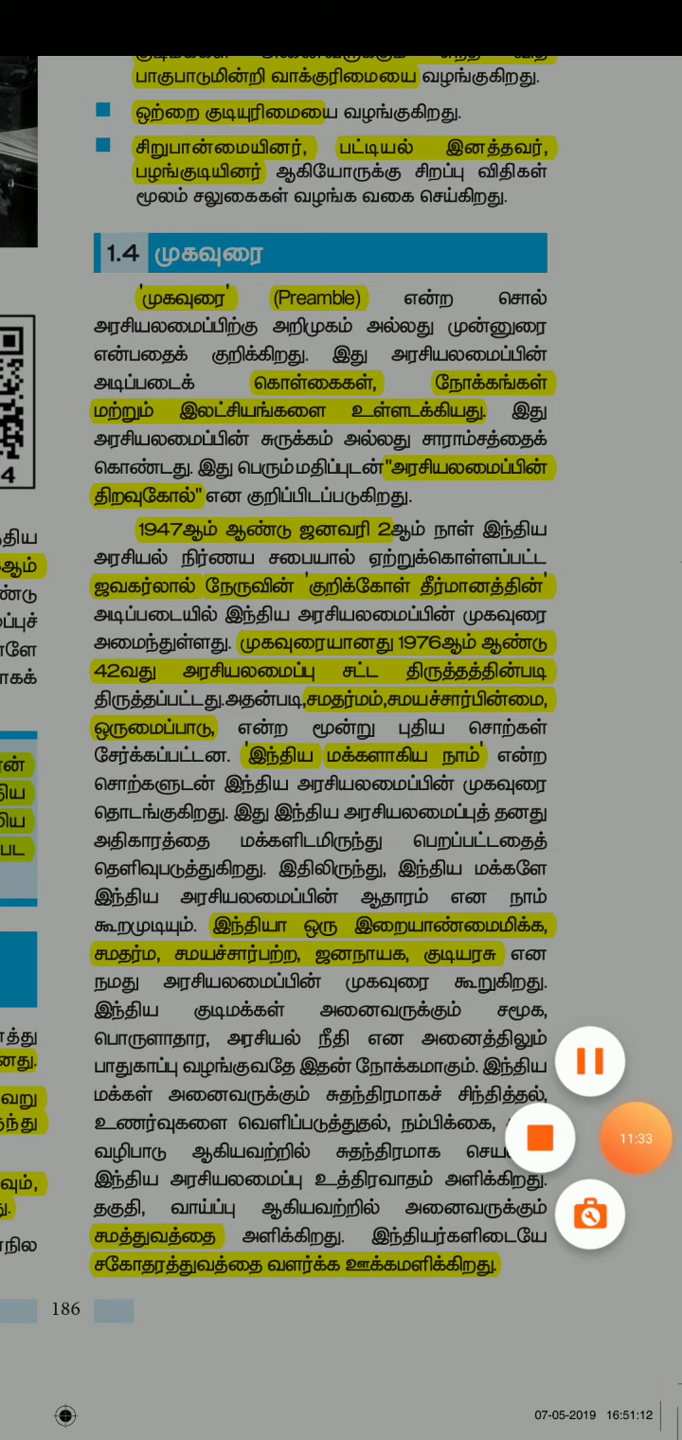 பாகுபாடுமின்றி வாக்குரிமையை வழங்குகிறது.
ஒற்றை குடியுரிமையை வழங்குகிறது.
சிறுபான்மையினர், பட்டியல் இனத்தவர்,
பழங்குடியினர் ஆகியோருக்கு சிறப்பு விதிகள்
மூலம் சலுகைகள் வழங்க வகை செய்கிறது.
1.4 முகவுரை
'முகவுரை' (Preamble) என்ற சொல்
அரசியலமைப்பிற்கு அறிமுகம் அல்லது முன்னுரை
என்பதைக் குறிக்கிறது. இது அரசியலமைப்பின்
அடிப்படைக் கொள்கைகள், நோக்கங்கள்
மற்றும் இலட்சியங்களை உள்ளடக்கியது. இது
அரசியலமைப்பின் சுருக்கம் அல்லது சாராம்சத்தைக்
கொண்டது. இது பெரும் மதிப்புடன் "அரசியலமைப்பின்
திறவுகோல்" என குறிப்பிடப்படுகிறது.
1947ஆம் ஆண்டு ஜனவரி 2ஆம் நாள் இந்திய
அரசியல் நிர்ணய சபையால் ஏற்றுக்கொள்ளப்பட்ட
ஜவகர்லால் நேருவின் 'குறிக்கோள் தீர்மானத்தின்'
அடிப்படையில் இந்திய அரசியலமைப்பின் முகவுரை
அமைந்துள்ளது. முகவுரையானது 1976ஆம் ஆண்டு
42வது அரசியலமைப்பு சட்ட திருத்தத்தின்படி
திருத்தப்பட்டது.அதன்படி,சமதர்மம்,சமயச்சார்பின்மை,
ஒருமைப்பாடு, என்ற மூன்று புதிய சொற்கள்
சேர்க்கப்பட்டன. 'இந்திய மக்களாகிய நாம்' என்ற
சொற்களுடன் இந்திய அரசியலமைப்பின் முகவுரை
தொடங்குகிறது. இது இந்திய அரசியலமைப்புத் தனது
அதிகாரத்தை மக்களிடமிருந்து பெறப்பட்டதைத்
தெளிவுபடுத்துகிறது. இதிலிருந்து, இந்திய மக்களே
இந்திய அரசியலமைப்பின் ஆதாரம் என நாம்
கூறமுடியும். இந்தியா ஒரு இறையாண்மைமிக்க,
சமதர்ம, சமயச்சார்பற்ற, ஜனநாயக, குடியரசு என
நமது அரசியலமைப்பின் முகவுரை கூறுகிறது.
இந்திய குடிமக்கள் அனைவருக்கும் சமூக,
பொருளாதார, அரசியல் நீதி என அனைத்திலும்
பாதுகாப்பு வழங்குவதே இதன் நோக்கமாகும். இந்திய
மக்கள் அனைவருக்கும் சுதந்திரமாகச் சிந்தித்தல்,
உணர்வுகளை வெளிப்படுத்துதல், நம்பிக்கை,
வழிபாடு ஆகியவற்றில் சுதந்திரமாக
இந்திய அரசியலமைப்பு உத்திரவாதம் அளிக்கிறது.
தகுதி, வாய்ப்பு ஆகியவற்றில் அனைவருக்கும்
சமத்துவத்தை அளிக்கிறது. இந்தியர்களிடையே
சகோதரத்துவத்தை வளர்க்க ஊக்கமளிக்கிறது.
11:33
186
07-05-2019 16:51:12